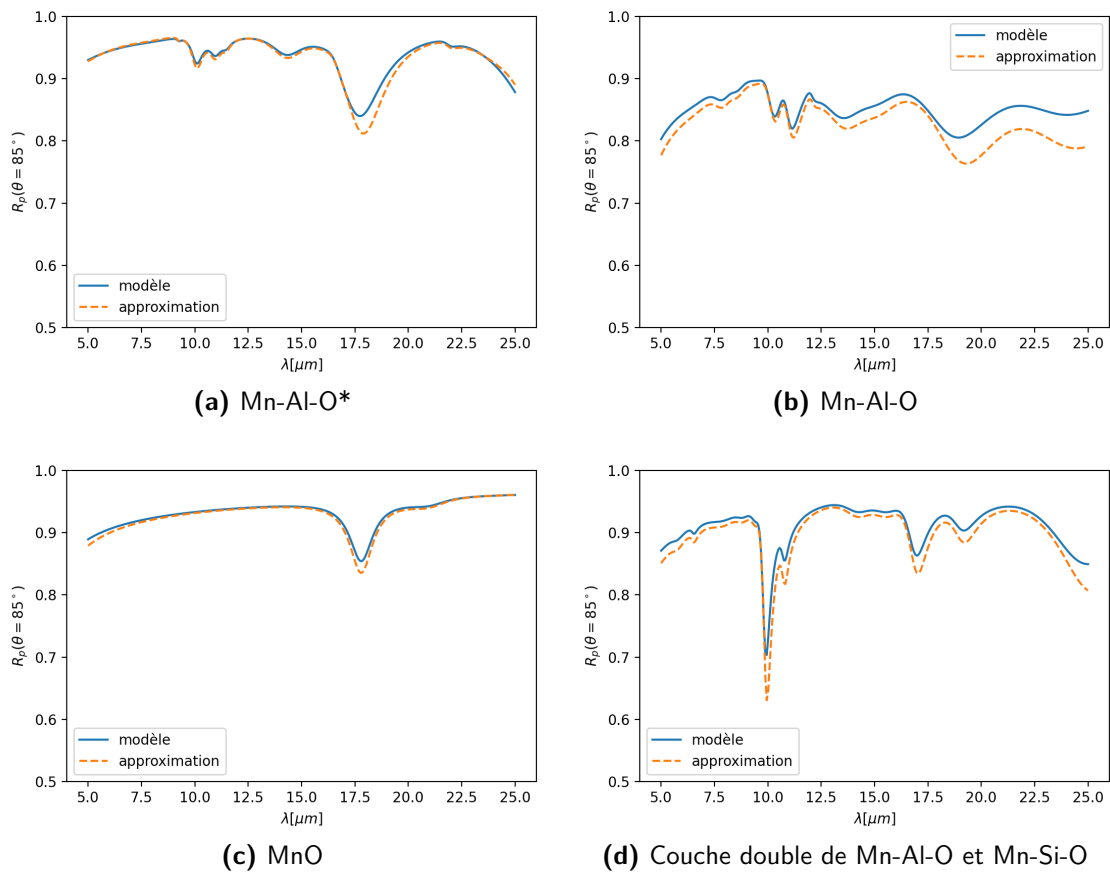 1.0
0.9
0.8
0.7
0.6
0.5
R_p(θ = 85°)
modèle
approximation
5.0 7.5 10.0 12.5 15.0 17.5 20.0 22.5 25.0
λ[μm]
(a) Mn-Al-O*
1.0
0.9
0.8
0.7
0.6
0.5
R_p(θ = 85°)
modèle
approximation
5.0 7.5 10.0 12.5 15.0 17.5 20.0 22.5 25.0
λ[μm]
(b) Mn-Al-O
1.0
0.9
0.8
0.7
0.6
0.5
R_p(θ = 85°)
modèle
approximation
5.0 7.5 10.0 12.5 15.0 17.5 20.0 22.5 25.0
λ[μm]
(c) MnO
1.0
0.9
0.8
0.7
0.6
0.5
R_p(θ = 85°)
modèle
approximation
5.0 7.5 10.0 12.5 15.0 17.5 20.0 22.5 25.0
λ[μm]
(d) Couche double de Mn-Al-O et Mn-Si-O